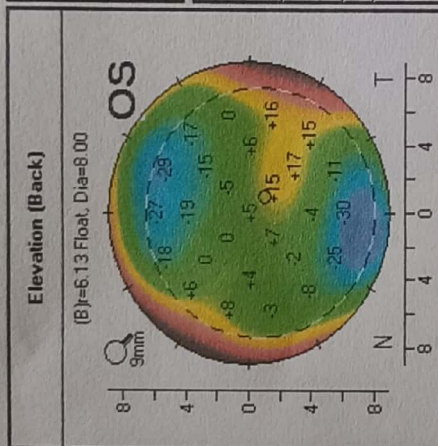 Elevation (Back)
(B)r=6.13 Float, Dia=8.00
9mm
OS
8
-27 -29
-18 -19 -17
4
+6 0 -15
+8 0 -5 0
0
+4 +5 +6
-3 +7 +15 +16
-2 +17
4
-8 -4 +15
-25 -30 -11
8
N T
8 4 0 4 8